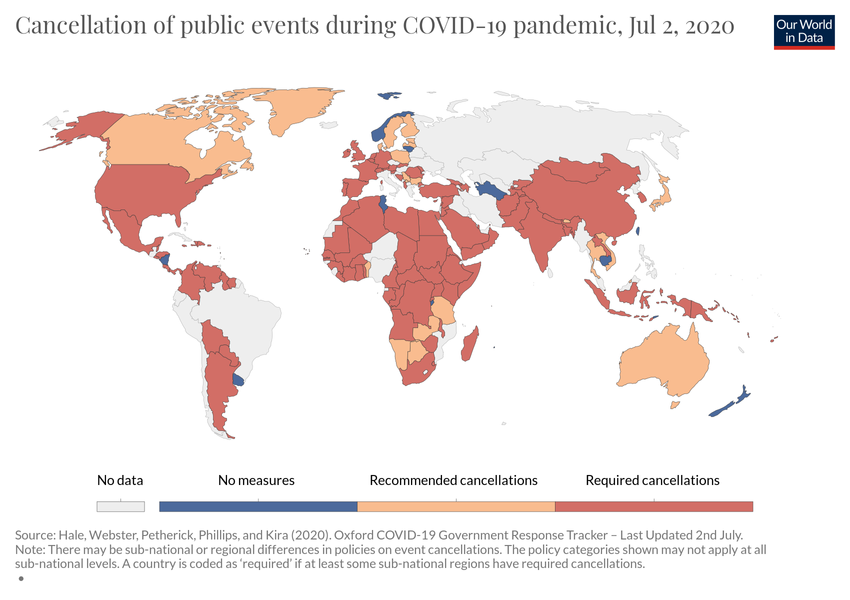 Cancellation of public events during COVID-19 pandemic, Jul 2, 2020
Our World
in Data
No data
No measures
Recommended cancellations
Required cancellations
Source: Hale, Webster, Petherick, Phillips, and Kira (2020). Oxford COVID-19 Government Response Tracker – Last Updated 2nd July.
Note: There may be sub-national or regional differences in policies on event cancellations. The policy categories shown may not apply at all
sub-national levels. A country is coded as ‘required’ if at least some sub-national regions have required cancellations.